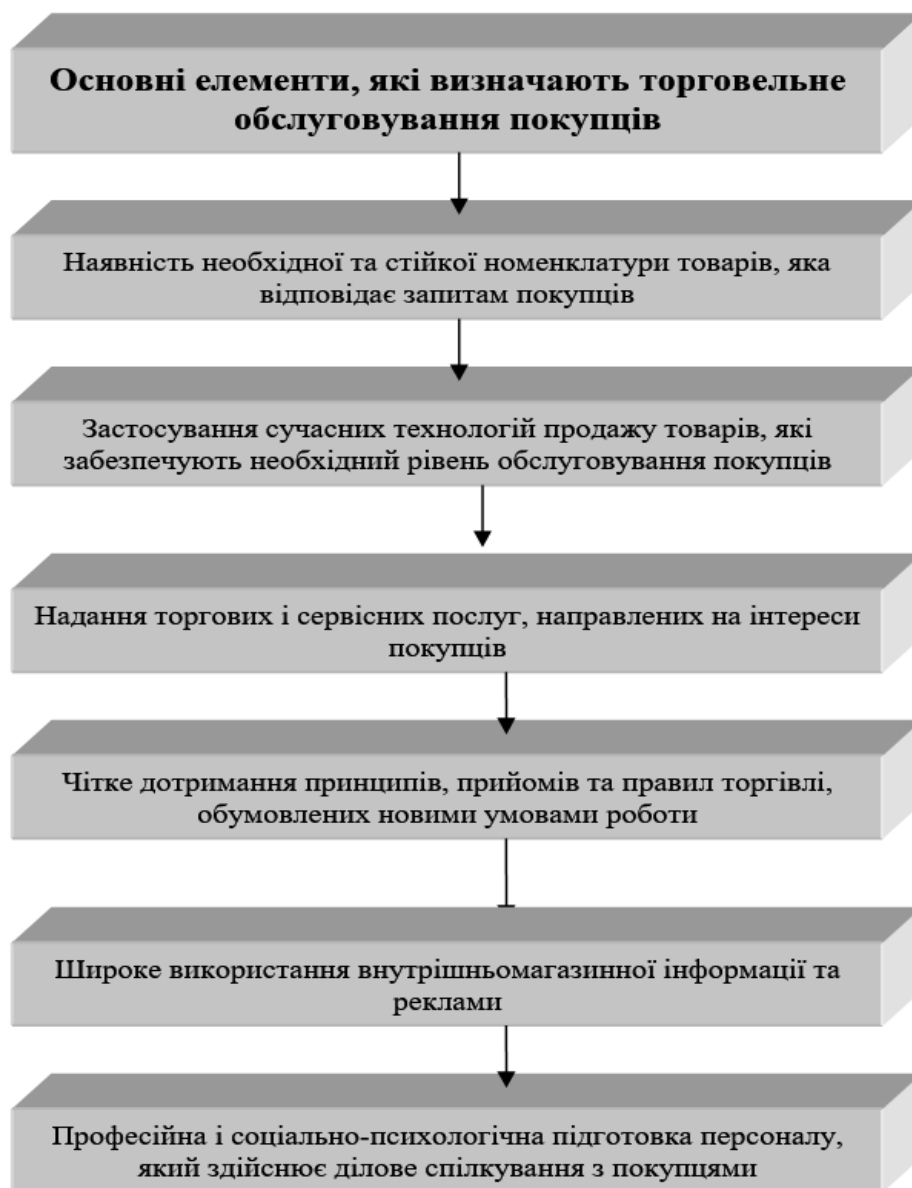 Основні елементи, які визначають торговельне
обслуговування покупців
Наявність необхідної та стійкої номенклатури товарів, яка
відповідає запитам покупців
Застосування сучасних технологій продажу товарів, які
забезпечують необхідний рівень обслуговування покупців
Надання торгових і сервісних послуг, направлених на інтереси
покупців
Чітке дотримання принципів, прийомів та правил торгівлі,
обумовлених новими умовами роботи
Широке використання внутрішньомагазинної інформації та
реклами
Професійна і соціально-психологічна підготовка персоналу,
який здійснює ділове спілкування з покупцями